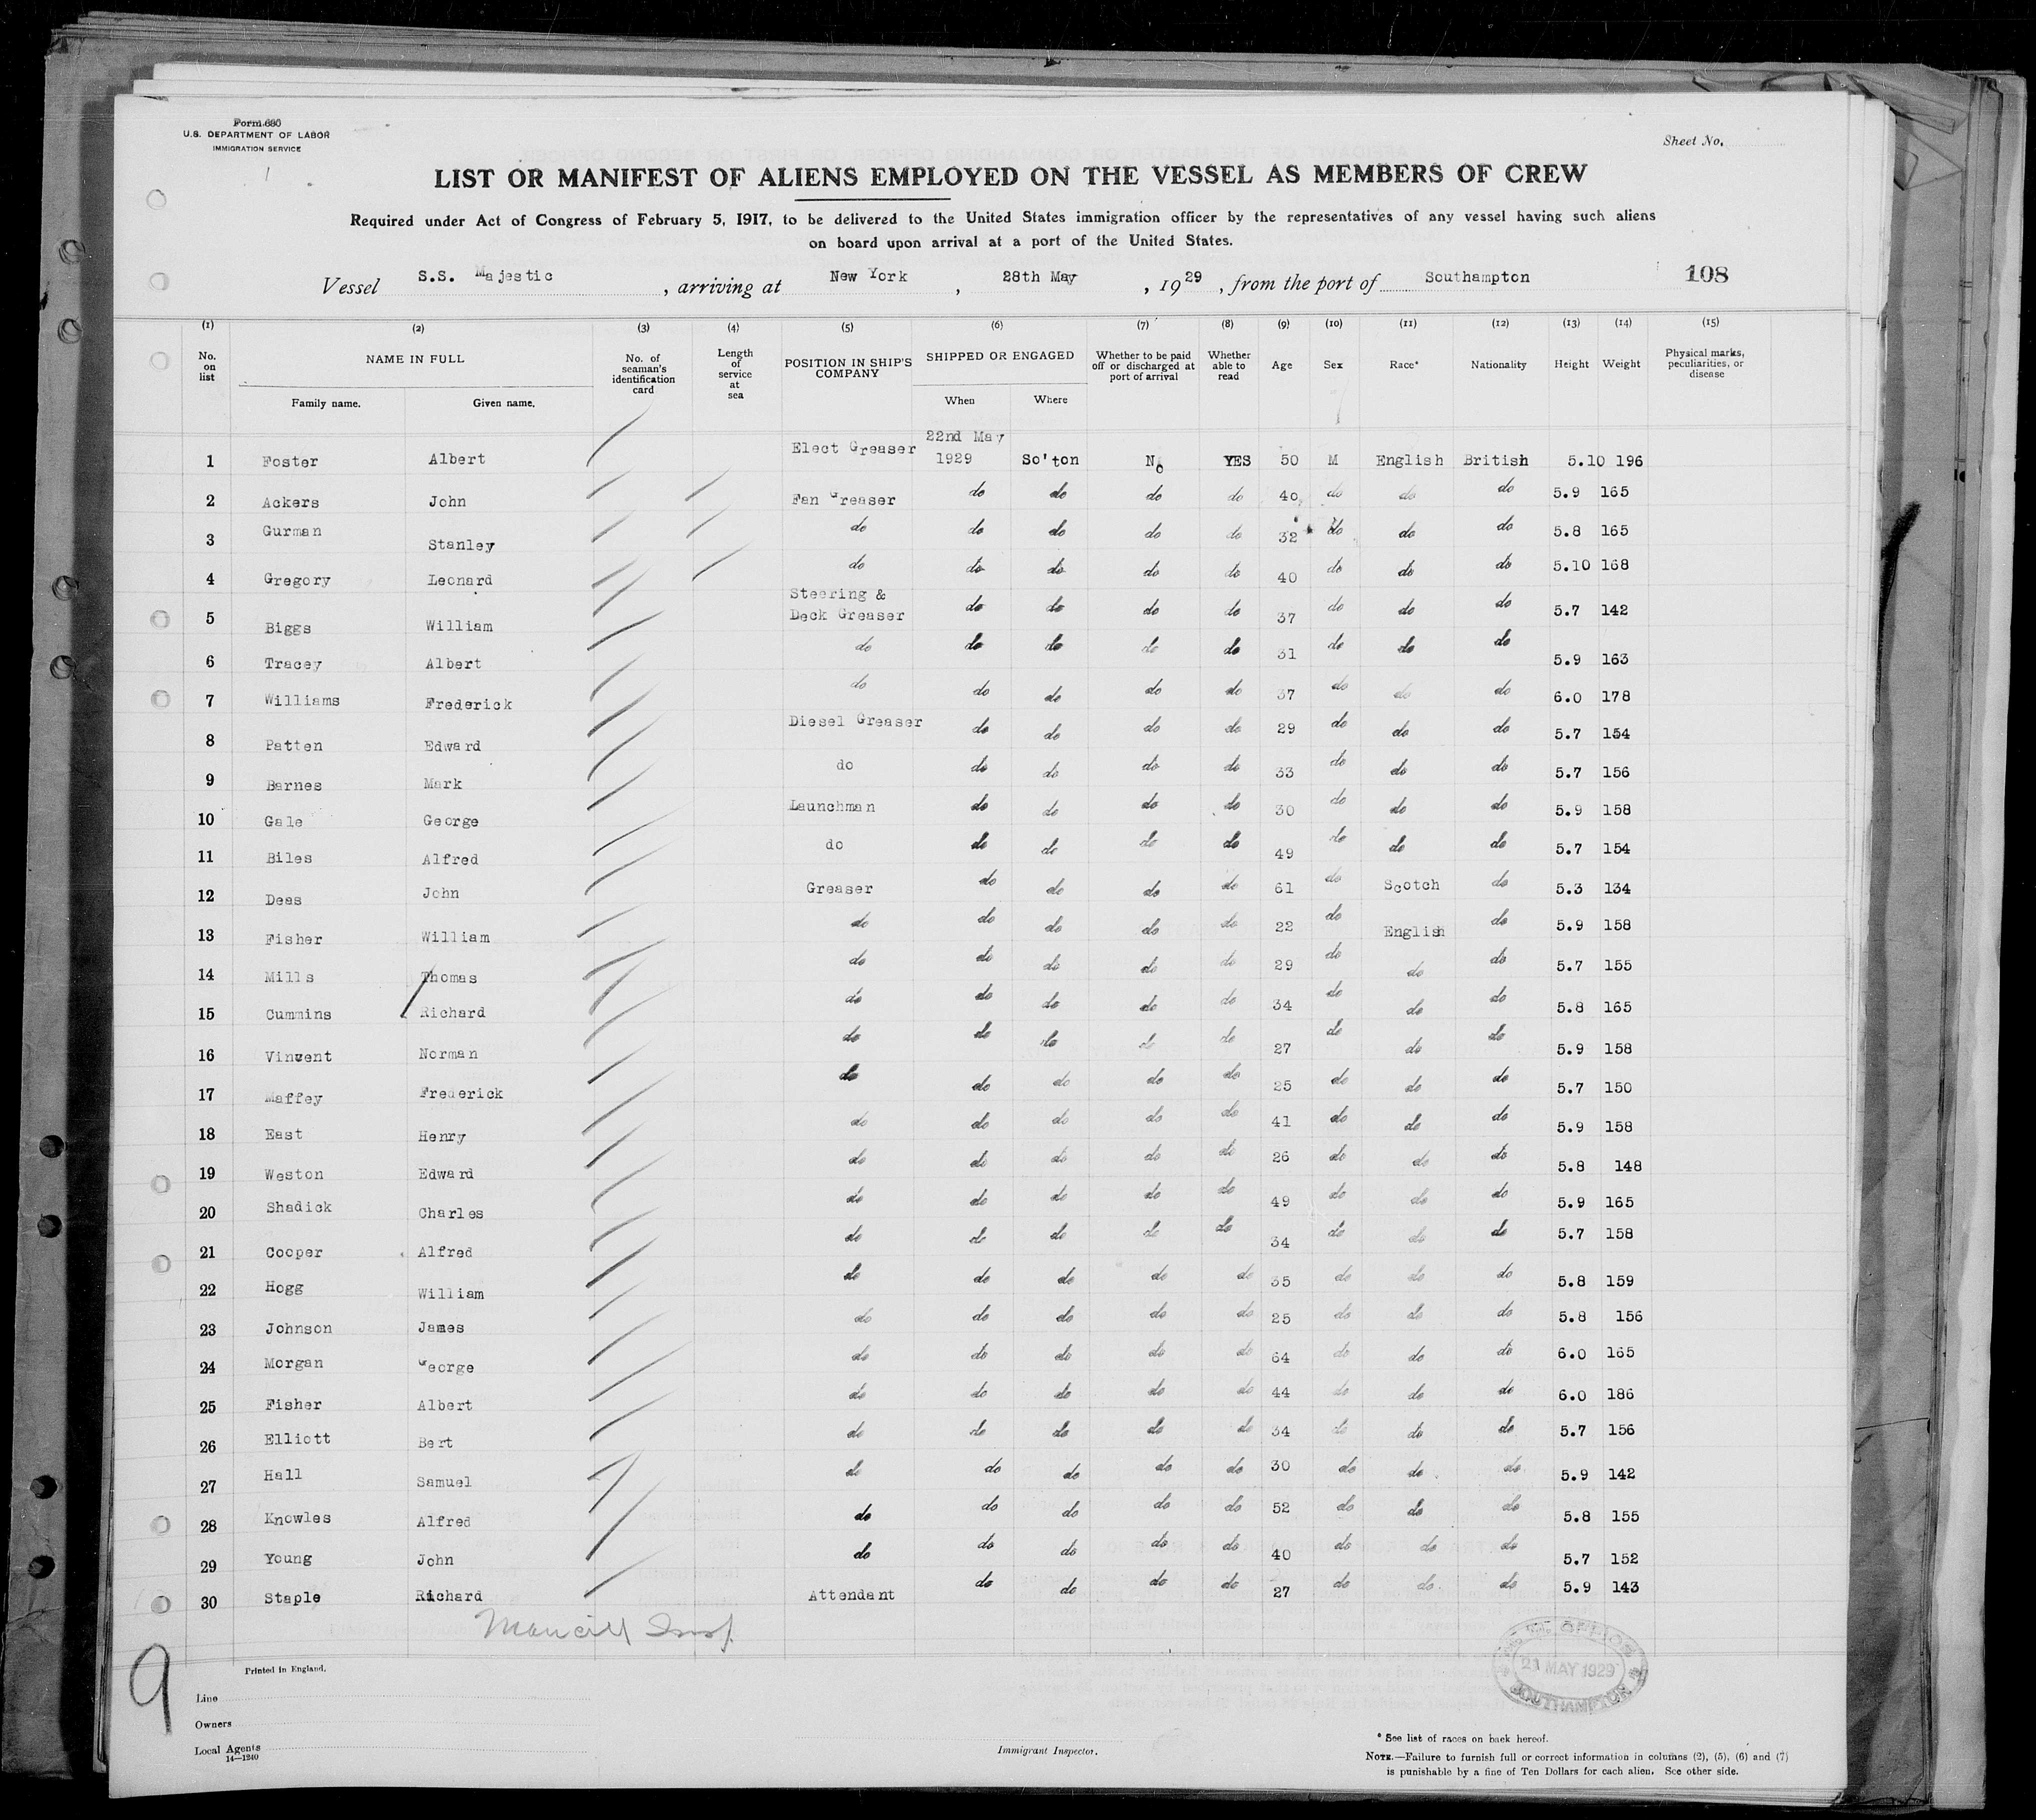 Form 680
U.S. DEPARTMENT OF LABOR
IMMIGRATION SERVICE
Sheet No.
LIST OR MANIFEST OF ALIENS EMPLOYED ON THE VESSEL AS MEMBERS OF CREW
Required under Act of Congress of February 5, 1917, to be delivered to the United States immigration officer by the representatives of any vessel having such aliens
on board upon arrival at a port of the United States.
Vessel S.S. Majestic, arriving at New York, 28th May, 1929, from the port of Southampton 108
(1) (2) (3) (4) (5) (6) (7) (8) (9) (10) (11) (12) (13) (14) (15)
No. on list NAME IN FULL Family name. Given name. No. of seaman's identification card Length of service at sea POSITION IN SHIP'S COMPANY SHIPPED OR ENGAGED When Where Whether to be paid off or discharged at port of arrival Whether able to read Age Sex Race* Nationality Height Weight Physical marks, peculiarities, or disease
1 Foster Albert Elect Greaser 22nd May 1929 So'ton No YES 50 M English British 5.10 196
2 Ackers John Fan Greaser do do do do 40 do do do 5.9 165
3 Gurman Stanley do do do do do 32 do do do 5.8 165
4 Gregory Leonard do do do do do 40 do do do 5.10 168
5 Biggs William Steering & Deck Greaser do do do do 37 do do do 5.7 142
6 Tracey Albert do do do do do 31 do do do 5.9 163
7 Williams Frederick do do do do do 37 do do do 6.0 178
8 Patten Edward Diesel Greaser do do do do 29 do do do 5.7 154
9 Barnes Mark do do do do do 33 do do do 5.7 156
10 Gale George Launchman do do do do 30 do do do 5.9 158
11 Biles Alfred do do do do do 49 do do do 5.7 154
12 Deas John Greaser do do do do 61 do Scotch do 5.3 134
13 Fisher William do do do do do 22 do English do 5.9 158
14 Mills Thomas do do do do do 29 do do do 5.7 155
15 Cummins Richard do do do do do 34 do do do 5.8 165
16 Vincent Norman do do do do do 27 do do do 5.9 158
17 Maffey Frederick do do do do do 25 do do do 5.7 150
18 East Henry do do do do do 41 do do do 5.9 158
19 Weston Edward do do do do do 26 do do do 5.8 148
20 Shadick Charles do do do do do 49 do do do 5.9 165
21 Cooper Alfred do do do do do 34 do do do 5.7 158
22 Hogg William do do do do do 35 do do do 5.8 159
23 Johnson James do do do do do 25 do do do 5.8 156
24 Morgan George do do do do do 64 do do do 6.0 165
25 Fisher Albert do do do do do 44 do do do 6.0 186
26 Elliott Bert do do do do do 34 do do do 5.7 156
27 Hall Samuel do do do do do 30 do do do 5.9 142
28 Knowles Alfred do do do do do 52 do do do 5.8 155
29 Young John do do do do do 40 do do do 5.7 152
30 Staple Richard Attendant do do do do 27 do do do 5.9 143
9
Printed in England.
Line
Owners
Local Agents
14—1240
Immigrant Inspector.
OFFICE
21 MAY 1929
SOUTHAMPTON
* See list of races on back hereof.
NOTE.—Failure to furnish full or correct information in columns (2), (5), (6) and (7)
is punishable by a fine of Ten Dollars for each alien. See other side.